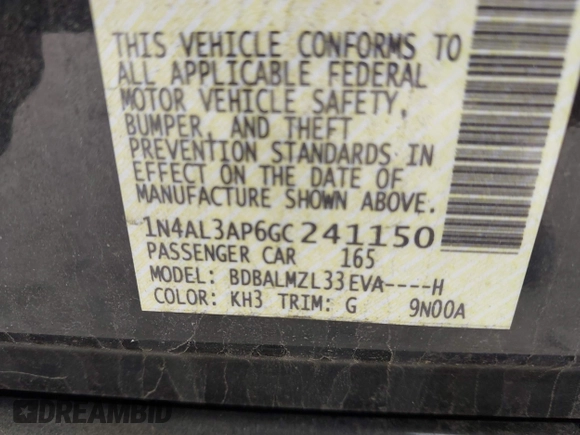 THIS VEHICLE CONFORMS TO
ALL APPLICABLE FEDERAL
MOTOR VEHICLE SAFETY,
BUMPER, AND THEFT
PREVENTION STANDARDS IN
EFFECT ON THE DATE OF
MANUFACTURE SHOWN ABOVE.
1N4AL3AP6GC241150
PASSENGER CAR 165
MODEL: BDBALMZL33EVA----H
COLOR: KH3 TRIM: G 9N00A
DREAMBID